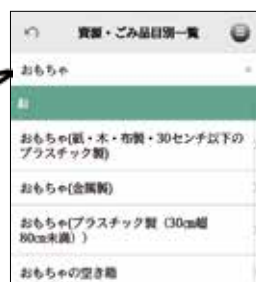 資源・ごみ品目別一覧
おもちゃ
お
おもちゃ(紙・木・布製・30センチ以下の
プラスチック製)
おもちゃ(金属製)
おもちゃ(プラスチック製（30cm超
80cm未満）)
おもちゃの空き箱